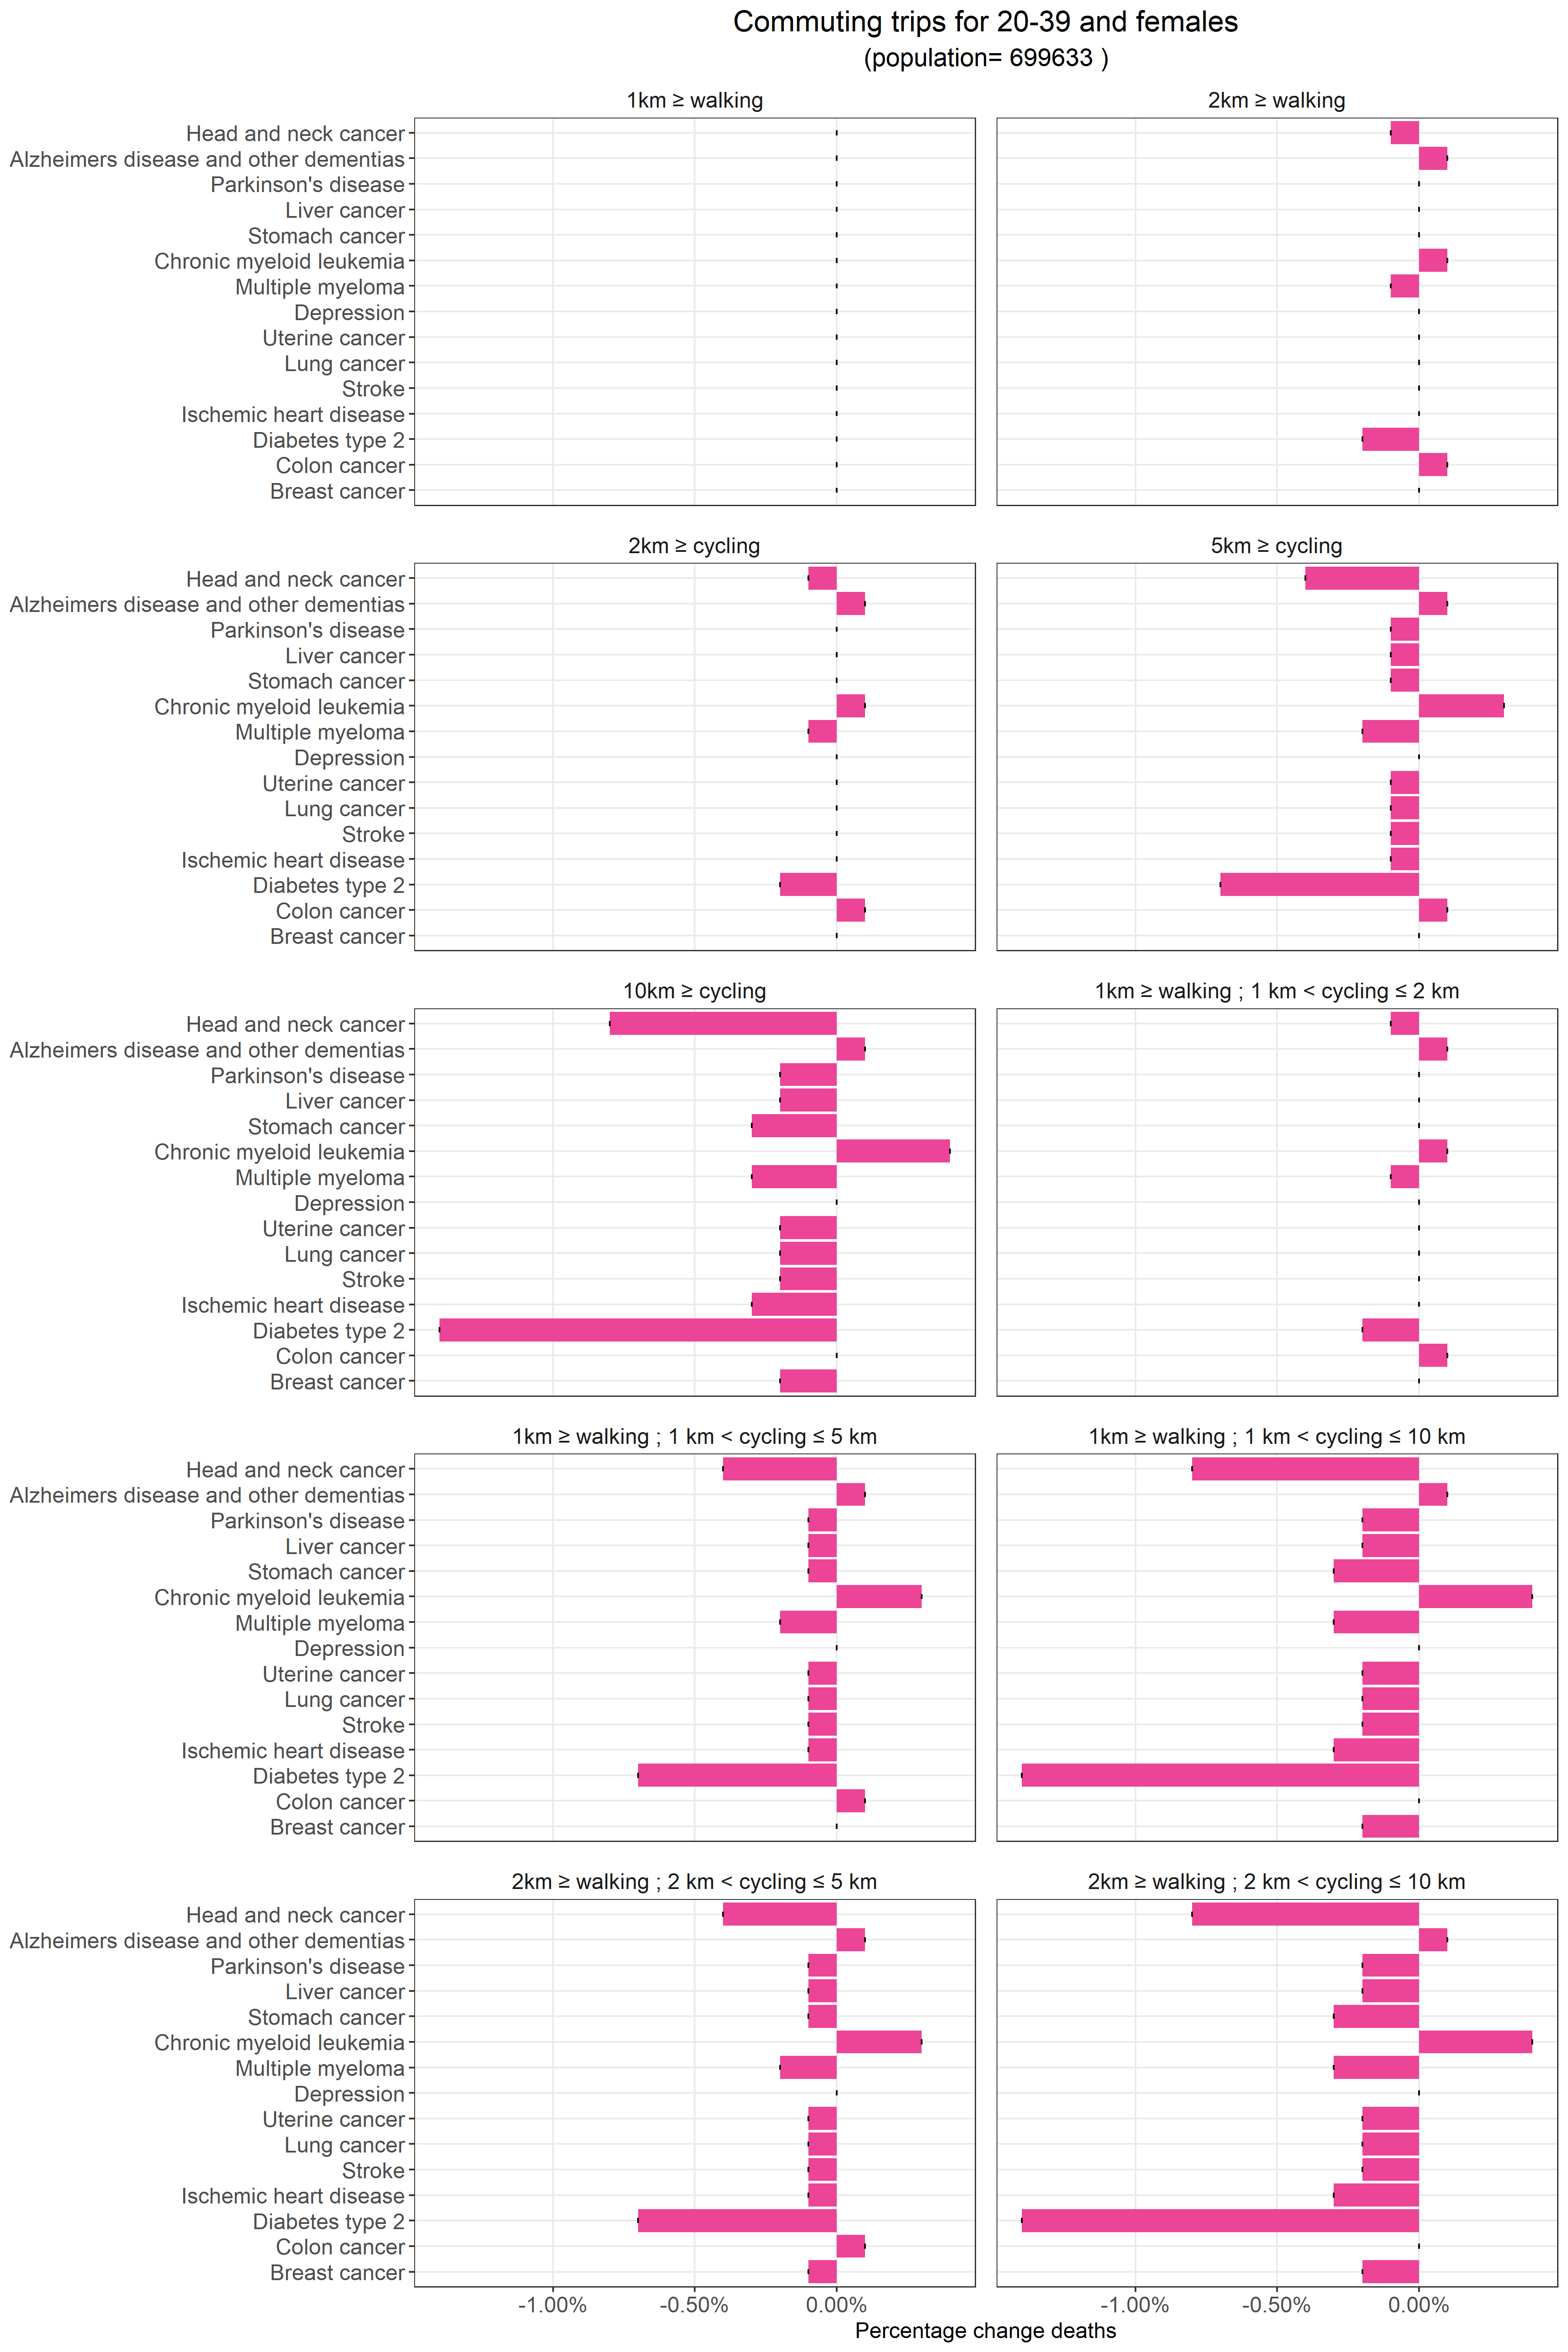 Commuting trips for 20-39 and females
(population= 699633 )
1km ≥ walking
2km ≥ walking
Head and neck cancer
Alzheimers disease and other dementias
Parkinson's disease
Liver cancer
Stomach cancer
Chronic myeloid leukemia
Multiple myeloma
Depression
Uterine cancer
Lung cancer
Stroke
Ischemic heart disease
Diabetes type 2
Colon cancer
Breast cancer
2km ≥ cycling
5km ≥ cycling
Head and neck cancer
Alzheimers disease and other dementias
Parkinson's disease
Liver cancer
Stomach cancer
Chronic myeloid leukemia
Multiple myeloma
Depression
Uterine cancer
Lung cancer
Stroke
Ischemic heart disease
Diabetes type 2
Colon cancer
Breast cancer
10km ≥ cycling
1km ≥ walking ; 1 km < cycling ≤ 2 km
Head and neck cancer
Alzheimers disease and other dementias
Parkinson's disease
Liver cancer
Stomach cancer
Chronic myeloid leukemia
Multiple myeloma
Depression
Uterine cancer
Lung cancer
Stroke
Ischemic heart disease
Diabetes type 2
Colon cancer
Breast cancer
1km ≥ walking ; 1 km < cycling ≤ 5 km
1km ≥ walking ; 1 km < cycling ≤ 10 km
Head and neck cancer
Alzheimers disease and other dementias
Parkinson's disease
Liver cancer
Stomach cancer
Chronic myeloid leukemia
Multiple myeloma
Depression
Uterine cancer
Lung cancer
Stroke
Ischemic heart disease
Diabetes type 2
Colon cancer
Breast cancer
2km ≥ walking ; 2 km < cycling ≤ 5 km
2km ≥ walking ; 2 km < cycling ≤ 10 km
Head and neck cancer
Alzheimers disease and other dementias
Parkinson's disease
Liver cancer
Stomach cancer
Chronic myeloid leukemia
Multiple myeloma
Depression
Uterine cancer
Lung cancer
Stroke
Ischemic heart disease
Diabetes type 2
Colon cancer
Breast cancer
-1.00% -0.50% 0.00% -1.00% -0.50% 0.00%
Percentage change deaths